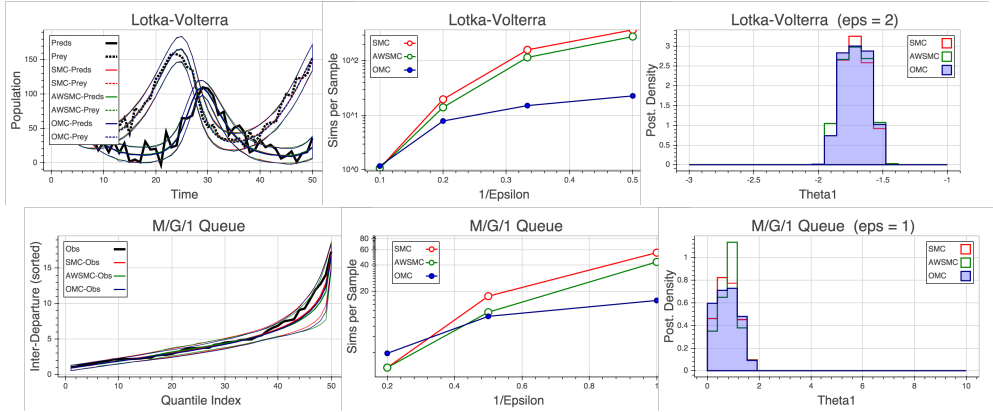 Lotka-Volterra
Population
150
100
50
0
Preds
Prey
SMC-Preds
SMC-Prey
AWSMC-Preds
AWSMC-Prey
OMC-Preds
OMC-Prey
0 10 20 30 40 50
Time
Lotka-Volterra
Sims per Sample
10^2
10^1
10^0
SMC
AWSMC
OMC
0.1 0.2 0.3 0.4 0.5
1/Epsilon
Lotka-Volterra (eps = 2)
Post. Density
3
2.5
2
1.5
1
0.5
0
SMC
AWSMC
OMC
-3 -2.5 -2 -1.5 -1
Theta1
M/G/1 Queue
Inter-Departure (sorted)
15
10
5
0
Obs
SMC-Obs
AWSMC-Obs
OMC-Obs
0 10 20 30 40 50
Quantile Index
M/G/1 Queue
Sims per Sample
80
60
40
20
SMC
AWSMC
OMC
0.2 0.4 0.6 0.8 1
1/Epsilon
M/G/1 Queue (eps = 1)
Post. Density
1
0.8
0.6
0.4
0.2
0
SMC
AWSMC
OMC
0 2 4 6 8 10
Theta1